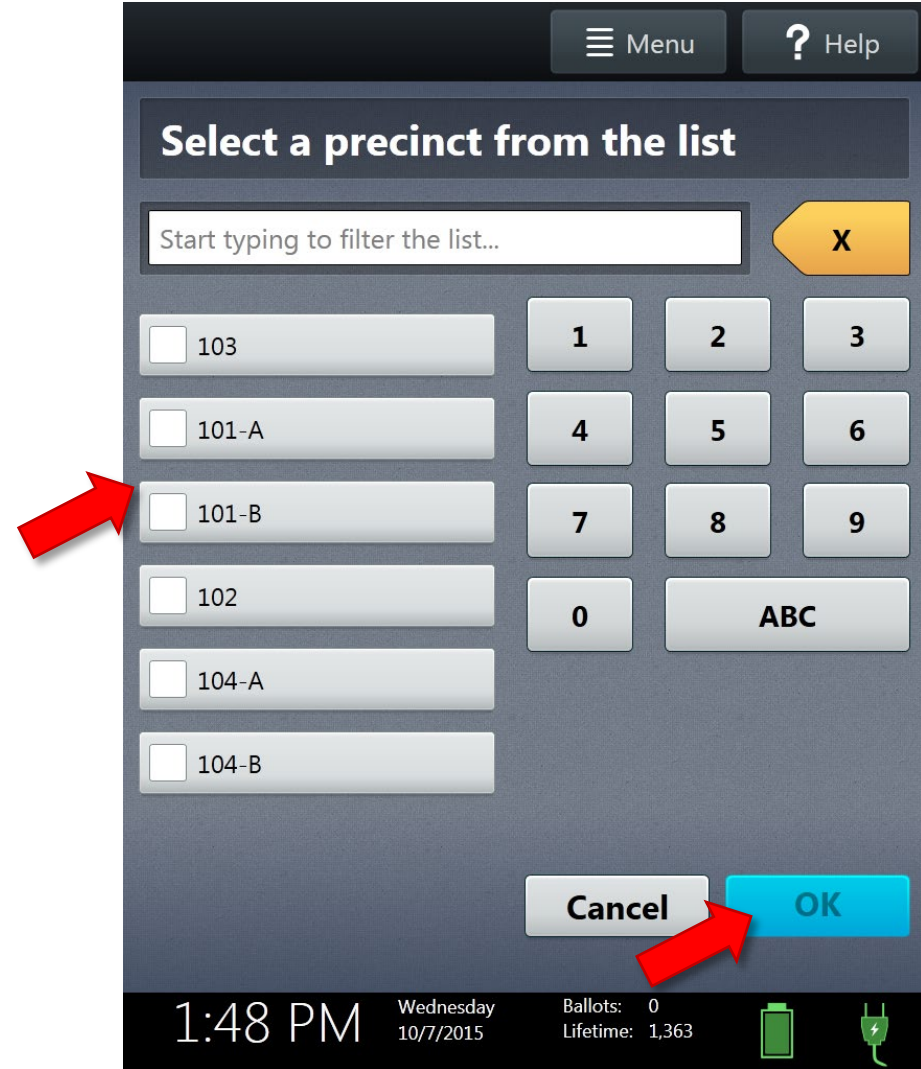 Menu
? Help
Select a precinct from the list
Start typing to filter the list...
X
103
101-A
101-B
102
104-A
104-B
1 2 3
4 5 6
7 8 9
0 ABC
Cancel
OK
1:48 PM
Wednesday
10/7/2015
Ballots: 0
Lifetime: 1,363